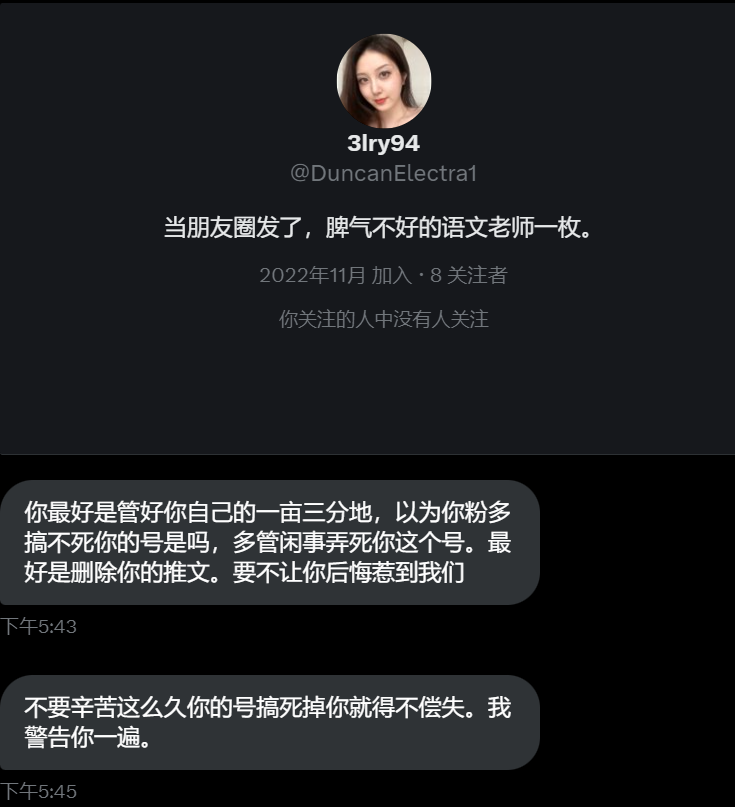 3lry94
@DuncanElectra1
当朋友圈发了，脾气不好的语文老师一枚。
2022年11月 加入 · 8 关注者
你关注的人中没有人关注
你最好是管好你自己的一亩三分地，以为你粉多
搞不死你的号是吗，多管闲事弄死你这个号。最
好是删除你的推文。要不让你后悔惹到我们
下午5:43
不要辛苦这么久你的号搞死掉你就得不偿失。我
警告你一遍。
下午5:45